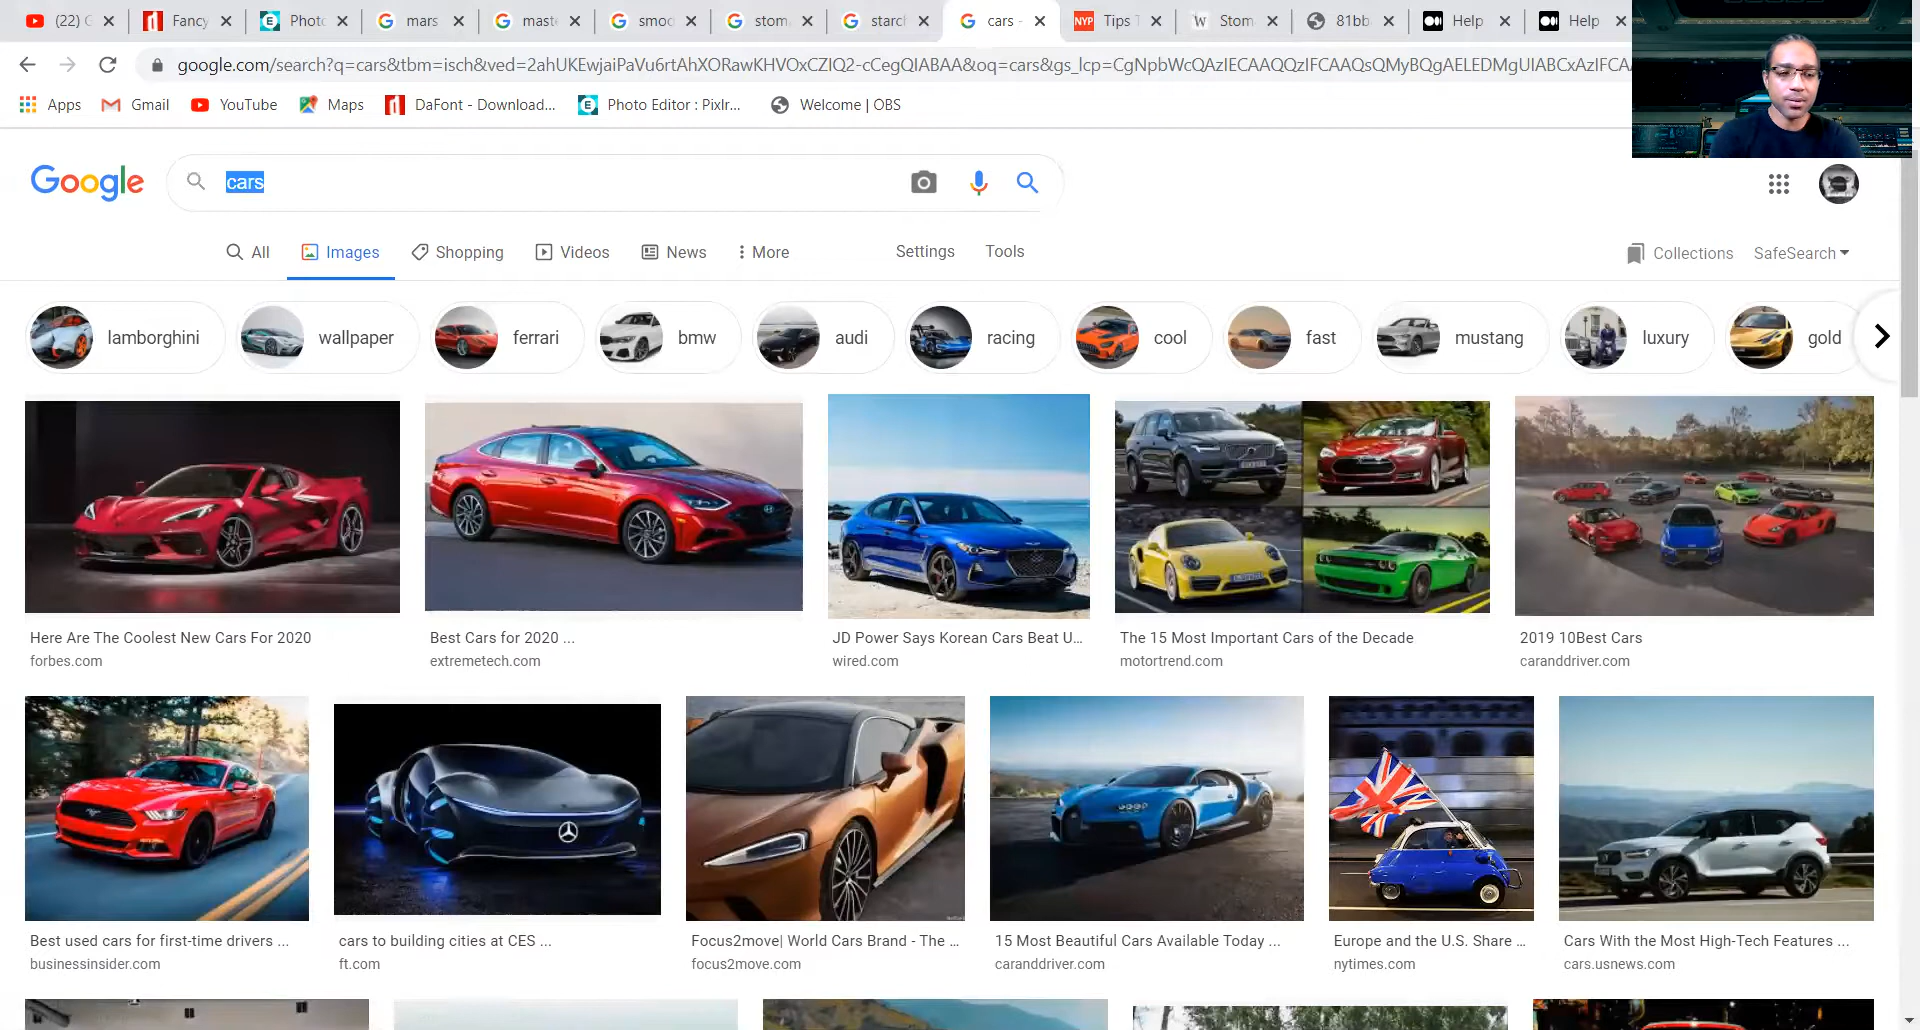 (22) G
Fancy
Photo
mars
maste
smoo
stoma
starch
cars -
NYP Tips T
W Stom
81bb
Help
Help
google.com/search?q=cars&tbm=isch&ved=2ahUKEwjaiPaVu6rtAhXORawKHVOxCZIQ2-cCegQIABAA&oq=cars&gs_lcp=CgNpbWcQAzIECAAQQzIFCAAQsQMyBQgAELEDMgUIABCxAzIFCA
Apps Gmail YouTube Maps DaFont - Download... Photo Editor : Pixlr... Welcome | OBS
Google cars
All Images Shopping Videos News More Settings Tools Collections SafeSearch
lamborghini wallpaper ferrari bmw audi racing cool fast mustang luxury gold
Here Are The Coolest New Cars For 2020
forbes.com
Best Cars for 2020 ...
extremetech.com
JD Power Says Korean Cars Beat U...
wired.com
The 15 Most Important Cars of the Decade
motortrend.com
2019 10Best Cars
caranddriver.com
Best used cars for first-time drivers ...
businessinsider.com
cars to building cities at CES ...
ft.com
Focus2move| World Cars Brand - The ...
focus2move.com
15 Most Beautiful Cars Available Today ...
caranddriver.com
Europe and the U.S. Share ...
nytimes.com
Cars With the Most High-Tech Features ...
cars.usnews.com